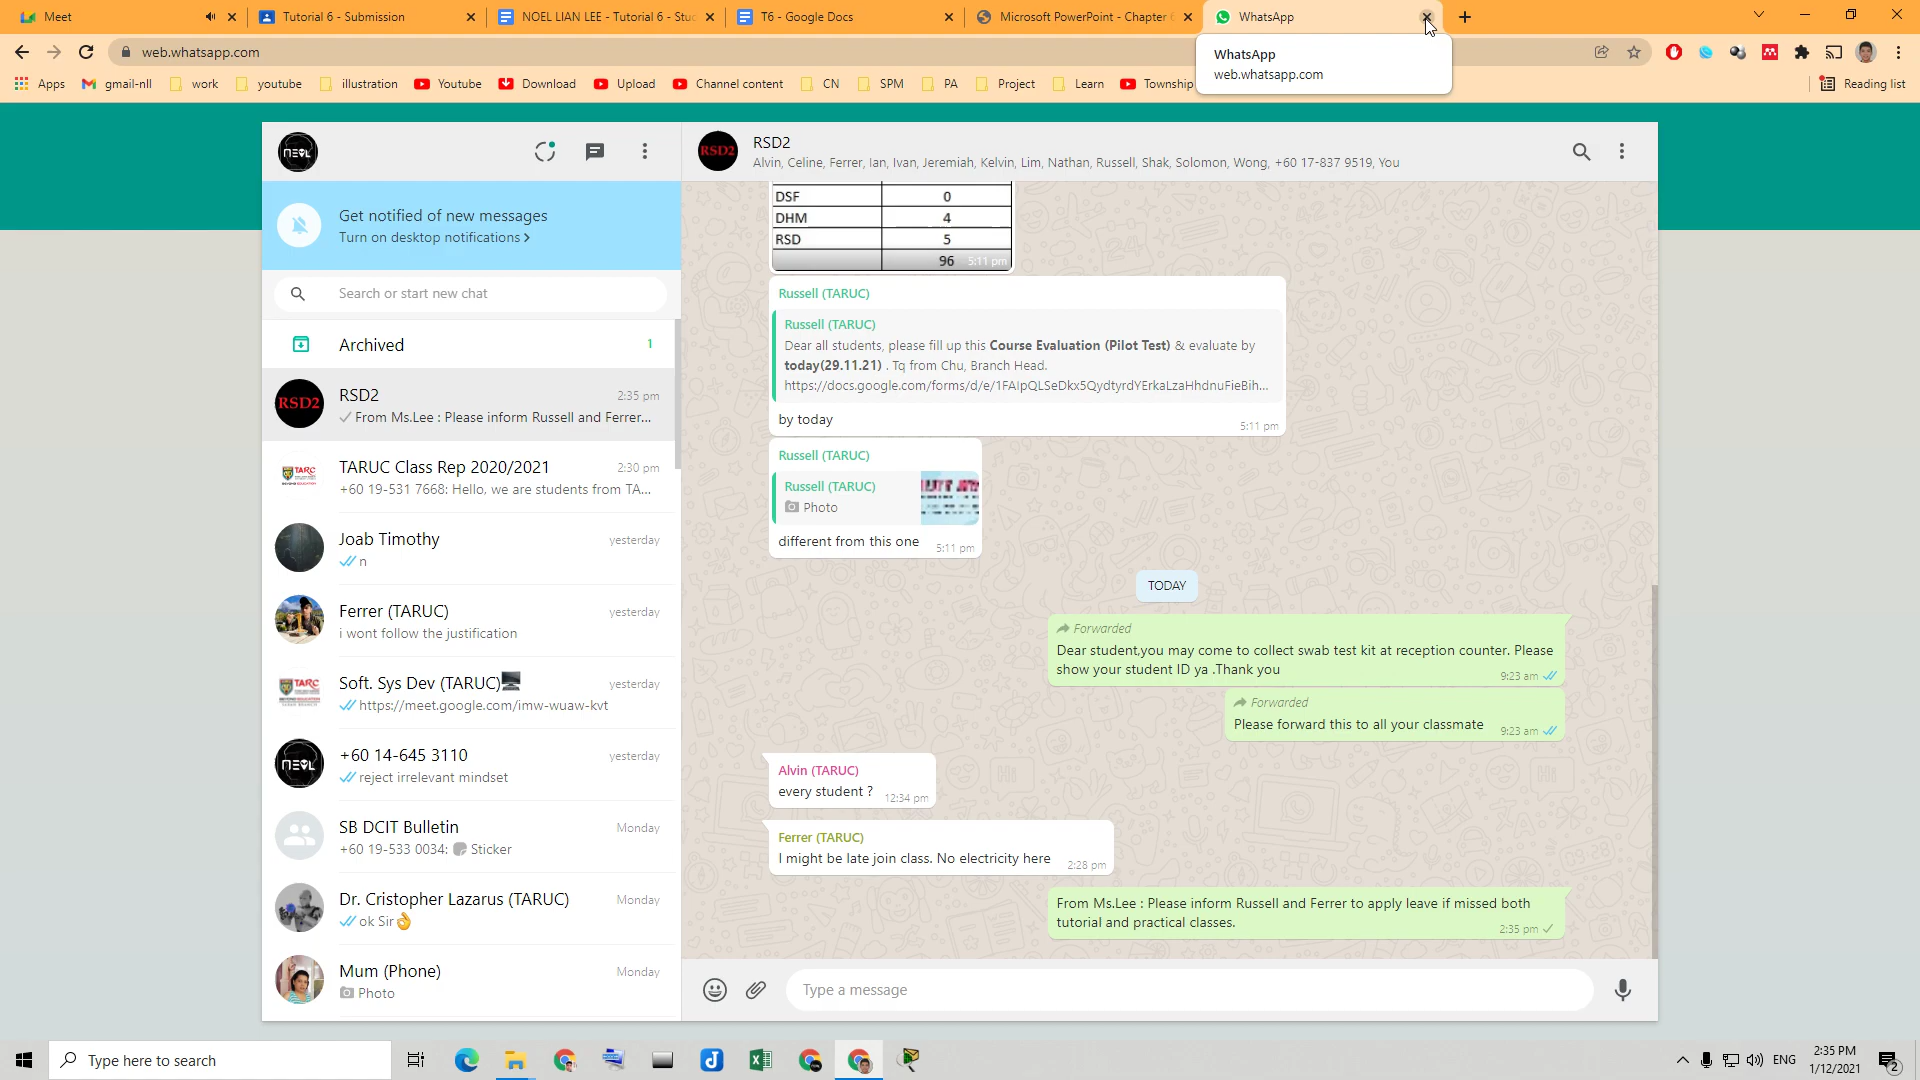 Meet
Tutorial 6 - Submission
NOEL LIAN LEE - Tutorial 6 - Stud
T6 - Google Docs
Microsoft PowerPoint - Chapter
WhatsApp
web.whatsapp.com
WhatsApp
web.whatsapp.com
Apps
gmail-nll
work
youtube
illustration
Youtube
Download
Upload
Channel content
CN
SPM
PA
Project
Learn
Township
Reading list
NEOL
Get notified of new messages
Turn on desktop notifications >
Search or start new chat
Archived
1
RSD2
RSD2
2:35 pm
From Ms.Lee : Please inform Russell and Ferrer...
TARC
TARUC Class Rep 2020/2021
2:30 pm
+60 19-531 7668: Hello, we are students from TA...
Joab Timothy
yesterday
n
Ferrer (TARUC)
yesterday
i wont follow the justification
TARC
Soft. Sys Dev (TARUC)
yesterday
https://meet.google.com/imw-wuaw-kvt
NEOL
+60 14-645 3110
yesterday
reject irrelevant mindset
SB DCIT Bulletin
Monday
+60 19-533 0034: Sticker
Dr. Cristopher Lazarus (TARUC)
Monday
ok Sir👌
Mum (Phone)
Monday
Photo
RSD2
RSD2
Alvin, Celine, Ferrer, Ian, Ivan, Jeremiah, Kelvin, Lim, Nathan, Russell, Shak, Solomon, Wong, +60 17-837 9519, You
DSF 0
DHM 4
RSD 5
96 5:11 pm
Russell (TARUC)
Russell (TARUC)
Dear all students, please fill up this Course Evaluation (Pilot Test) & evaluate by
today(29.11.21) . Tq from Chu, Branch Head.
https://docs.google.com/forms/d/e/1FAIpQLSeDkx5QydtyrdYErkaLzaHhdnuFieBih...
by today
5:11 pm
Russell (TARUC)
Russell (TARUC)
Photo
different from this one
5:11 pm
TODAY
Forwarded
Dear student,you may come to collect swab test kit at reception counter. Please
show your student ID ya .Thank you
9:23 am
Forwarded
Please forward this to all your classmate
9:23 am
Alvin (TARUC)
every student ?
12:34 pm
Ferrer (TARUC)
I might be late join class. No electricity here
2:28 pm
From Ms.Lee : Please inform Russell and Ferrer to apply leave if missed both
tutorial and practical classes.
2:35 pm
Type a message
Type here to search
ENG
2:35 PM
1/12/2021
2